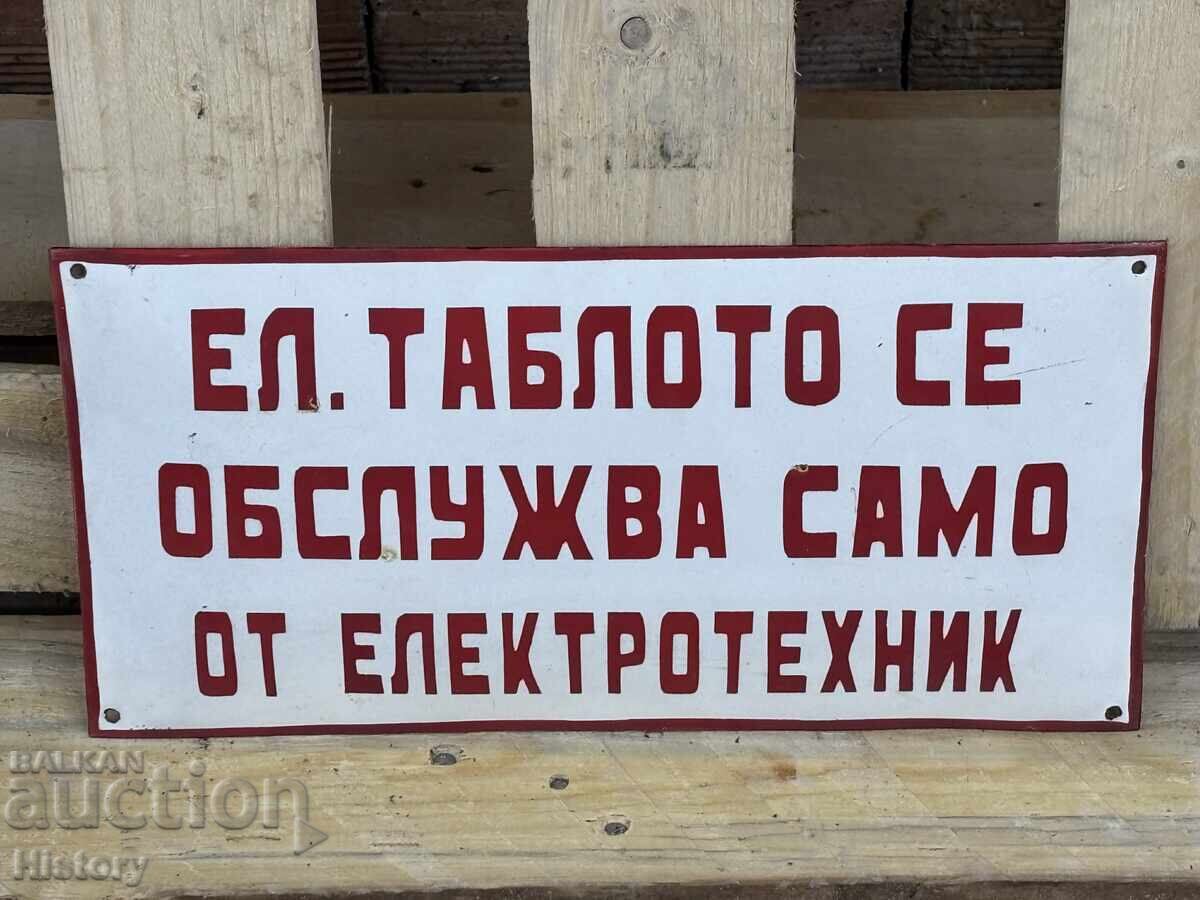 ЕЛ. ТАБЛОТО СЕ
ОБСЛУЖВА САМО
ОТ ЕЛЕКТРОТЕХНИК
BALKAN
auction
History